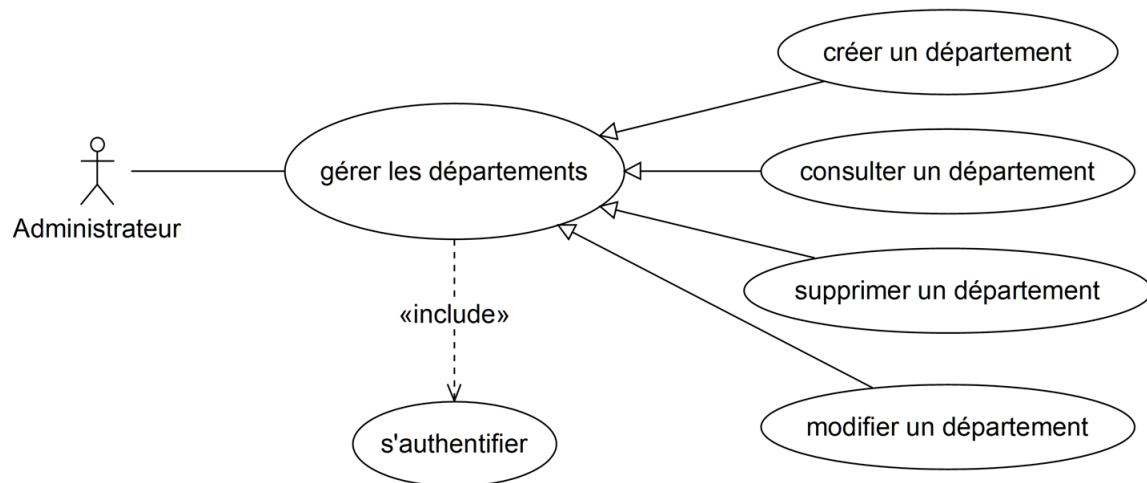 créer un département
gérer les départements
consulter un département
Administrateur
supprimer un département
«include»
modifier un département
s'authentifier